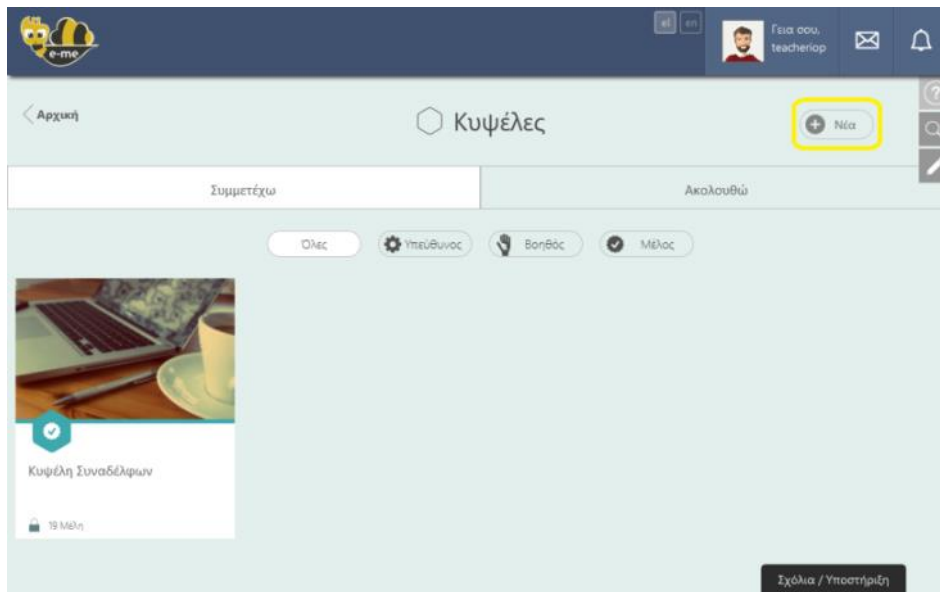 e-me
el
en
Γεια σου,
teacheriop
Αρχική
Κυψέλες
Νέα
Συμμετέχω
Ακολουθώ
Όλες
Υπεύθυνος
Βοηθός
Μέλος
Κυψέλη Συναδέλφων
19 Μέλη
Σχόλια / Υποστήριξη